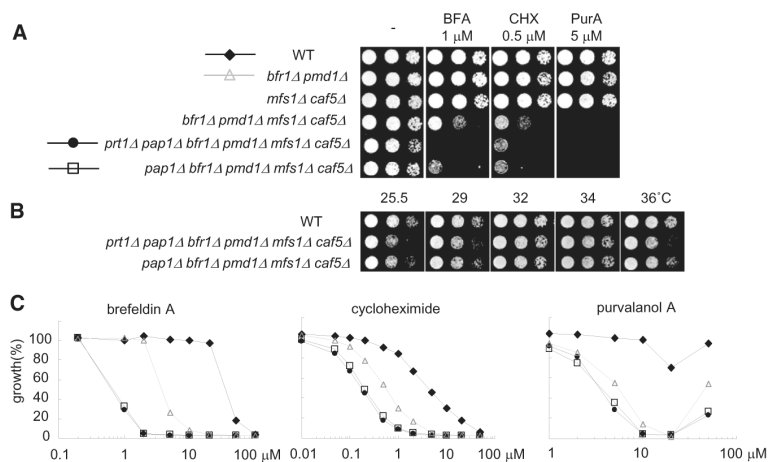 A
- BFA CHX PurA
1 μM 0.5 μM 5 μM
WT
bfr1Δ pmd1Δ
mfs1Δ caf5Δ
bfr1Δ pmd1Δ mfs1Δ caf5Δ
prt1Δ pap1Δ bfr1Δ pmd1Δ mfs1Δ caf5Δ
pap1Δ bfr1Δ pmd1Δ mfs1Δ caf5Δ
B
25.5 29 32 34 36˚C
WT
prt1Δ pap1Δ bfr1Δ pmd1Δ mfs1Δ caf5Δ
pap1Δ bfr1Δ pmd1Δ mfs1Δ caf5Δ
C
brefeldin A cycloheximide purvalanol A
growth(%)
100
80
60
40
20
0
0.1 1 10 100 μM
0.01 0.1 1 10 100 μM
1 10 100 μM